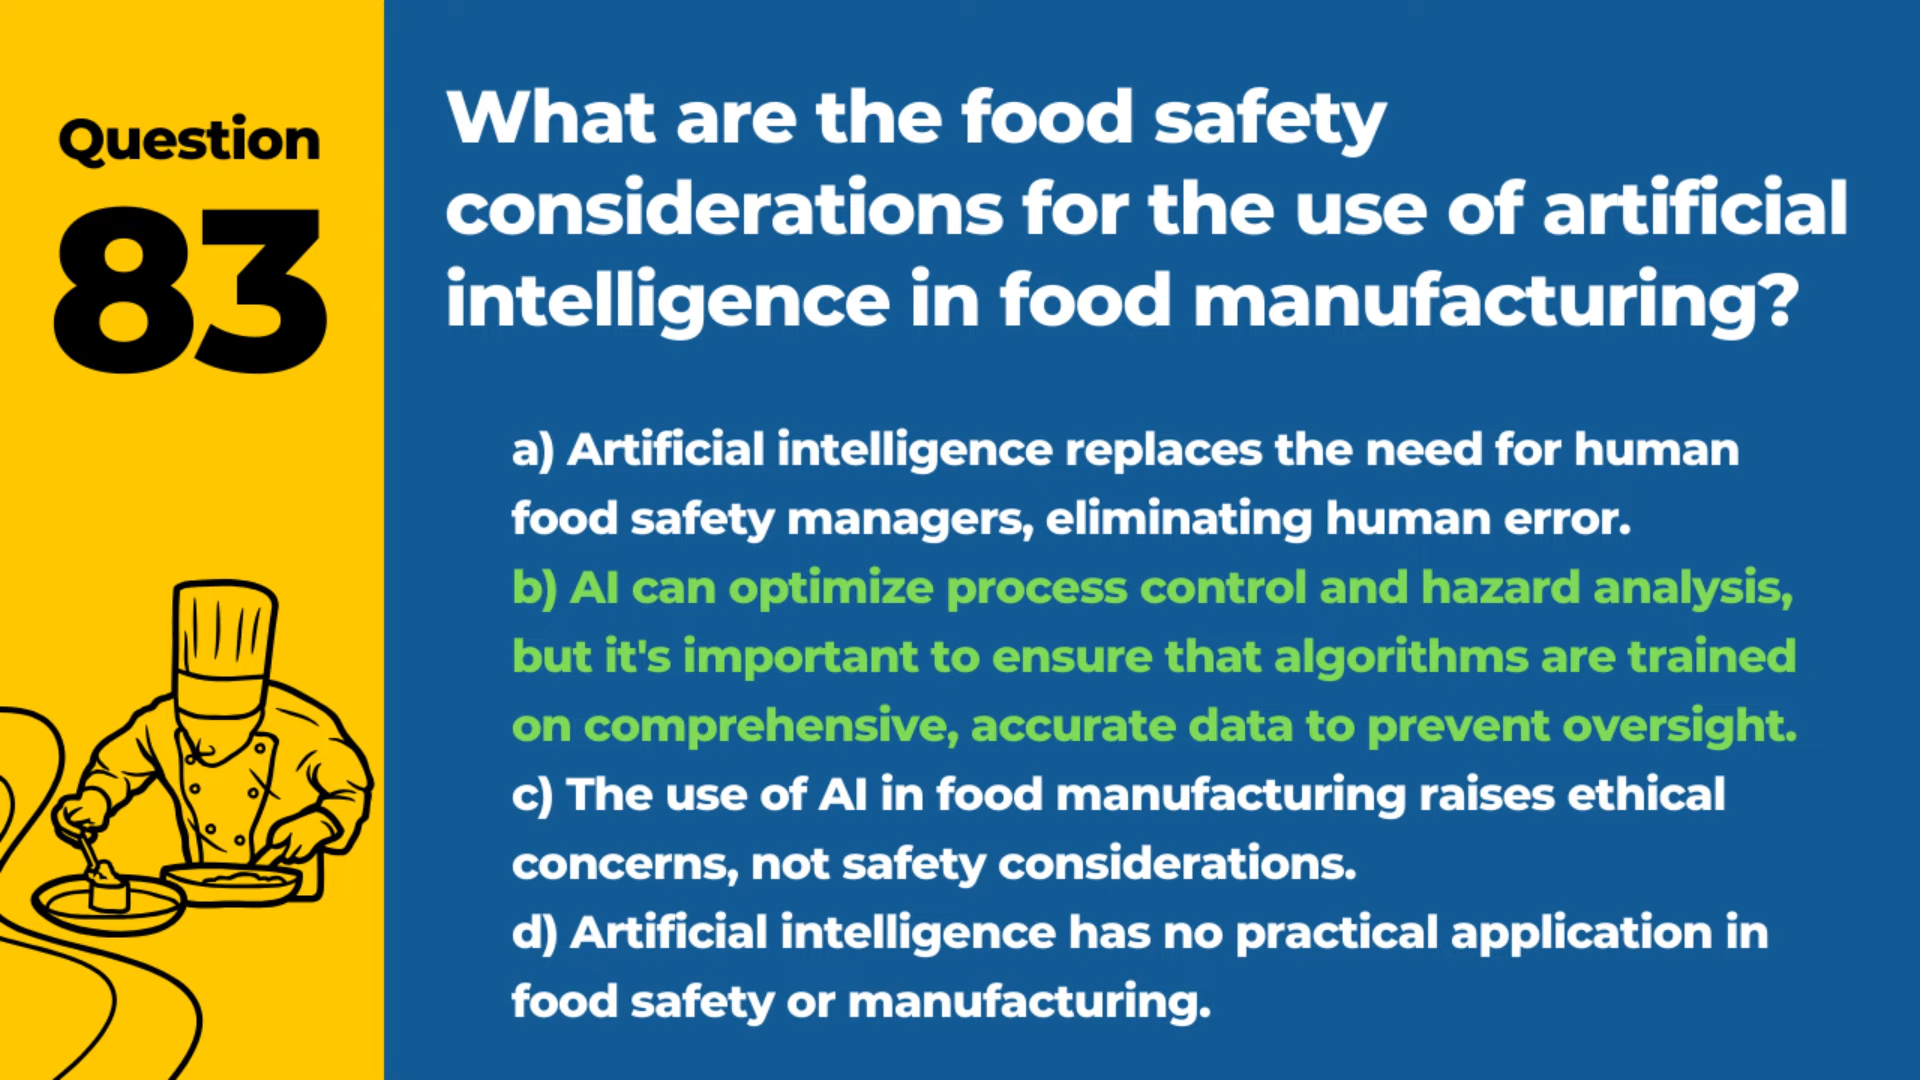 Question
83
What are the food safety
considerations for the use of artificial
intelligence in food manufacturing?
a) Artificial intelligence replaces the need for human
food safety managers, eliminating human error.
b) AI can optimize process control and hazard analysis,
but it's important to ensure that algorithms are trained
on comprehensive, accurate data to prevent oversight.
c) The use of AI in food manufacturing raises ethical
concerns, not safety considerations.
d) Artificial intelligence has no practical application in
food safety or manufacturing.